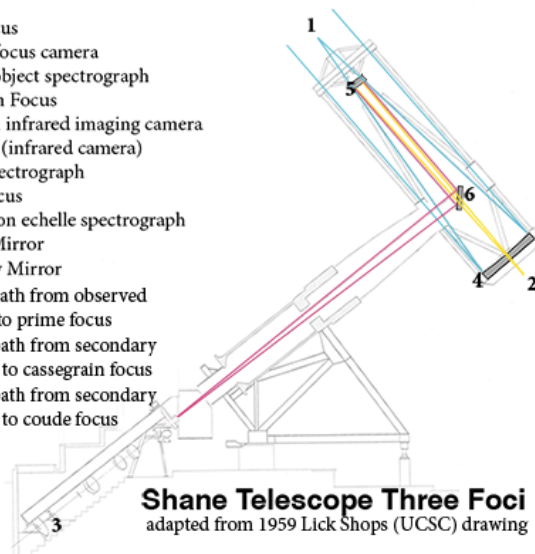 us
ocus camera
object spectrograph
n Focus
infrared imaging camera
(infrared camera)
ectrograph
cus
on echelle spectrograph
Mirror
y Mirror
ath from observed
to prime focus
ath from secondary
to cassegrain focus
ath from secondary
to coude focus
1
5
6
4
2
3
Shane Telescope Three Foci
adapted from 1959 Lick Shops (UCSC) drawing